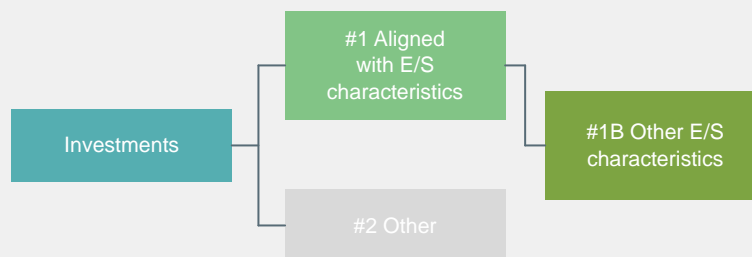 #1 Aligned
with E/S
characteristics
Investments
#1B Other E/S
characteristics
#2 Other